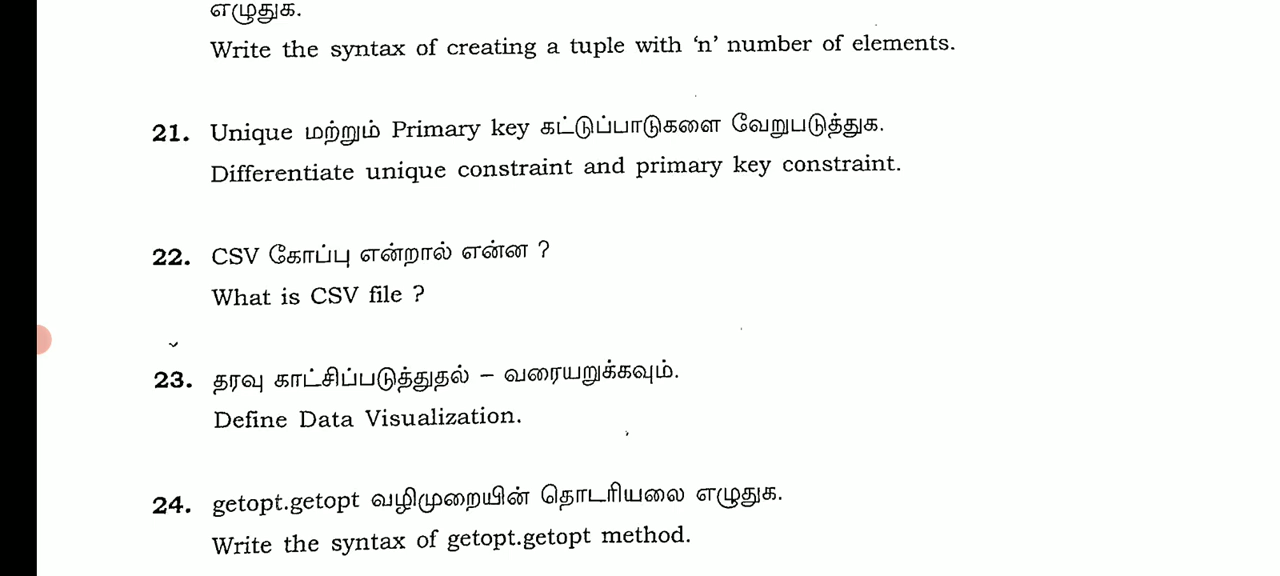 எழுதுக.
Write the syntax of creating a tuple with ‘n’ number of elements.
21. Unique மற்றும் Primary key கட்டுப்பாடுகளை வேறுபடுத்துக.
Differentiate unique constraint and primary key constraint.
22. CSV கோப்பு என்றால் என்ன ?
What is CSV file ?
23. தரவு காட்சிப்படுத்துதல் – வரையறுக்கவும்.
Define Data Visualization.
24. getopt.getopt வழிமுறையின் தொடரியலை எழுதுக.
Write the syntax of getopt.getopt method.